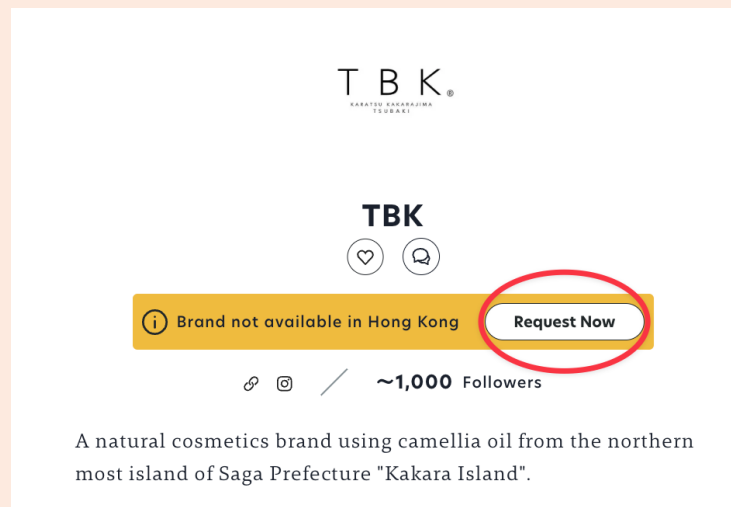 TBK®
KARATSU KAKARAJIMA
TSUBAKI
TBK
Brand not available in Hong Kong Request Now
~1,000 Followers
A natural cosmetics brand using camellia oil from the northern
most island of Saga Prefecture "Kakara Island".